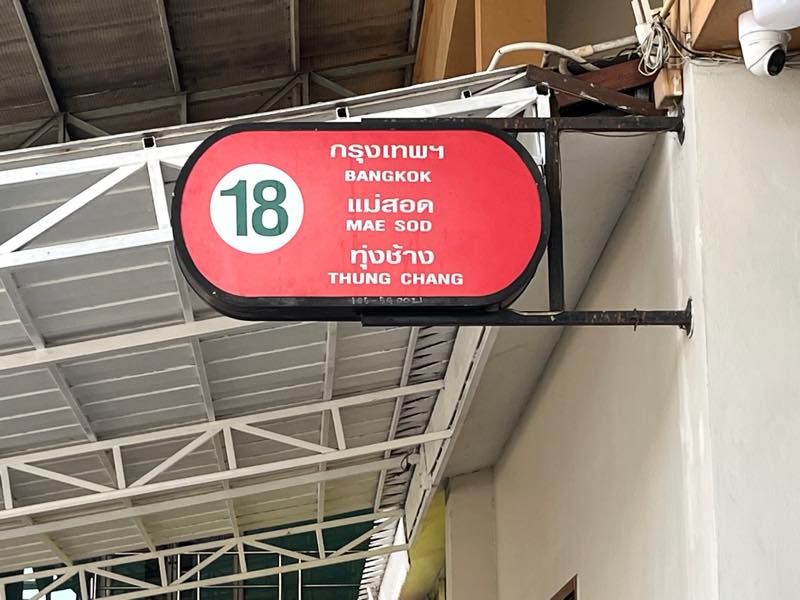 18
กรุงเทพฯ
BANGKOK
แม่สอด
MAE SOD
ทุ่งช้าง
THUNG CHANG